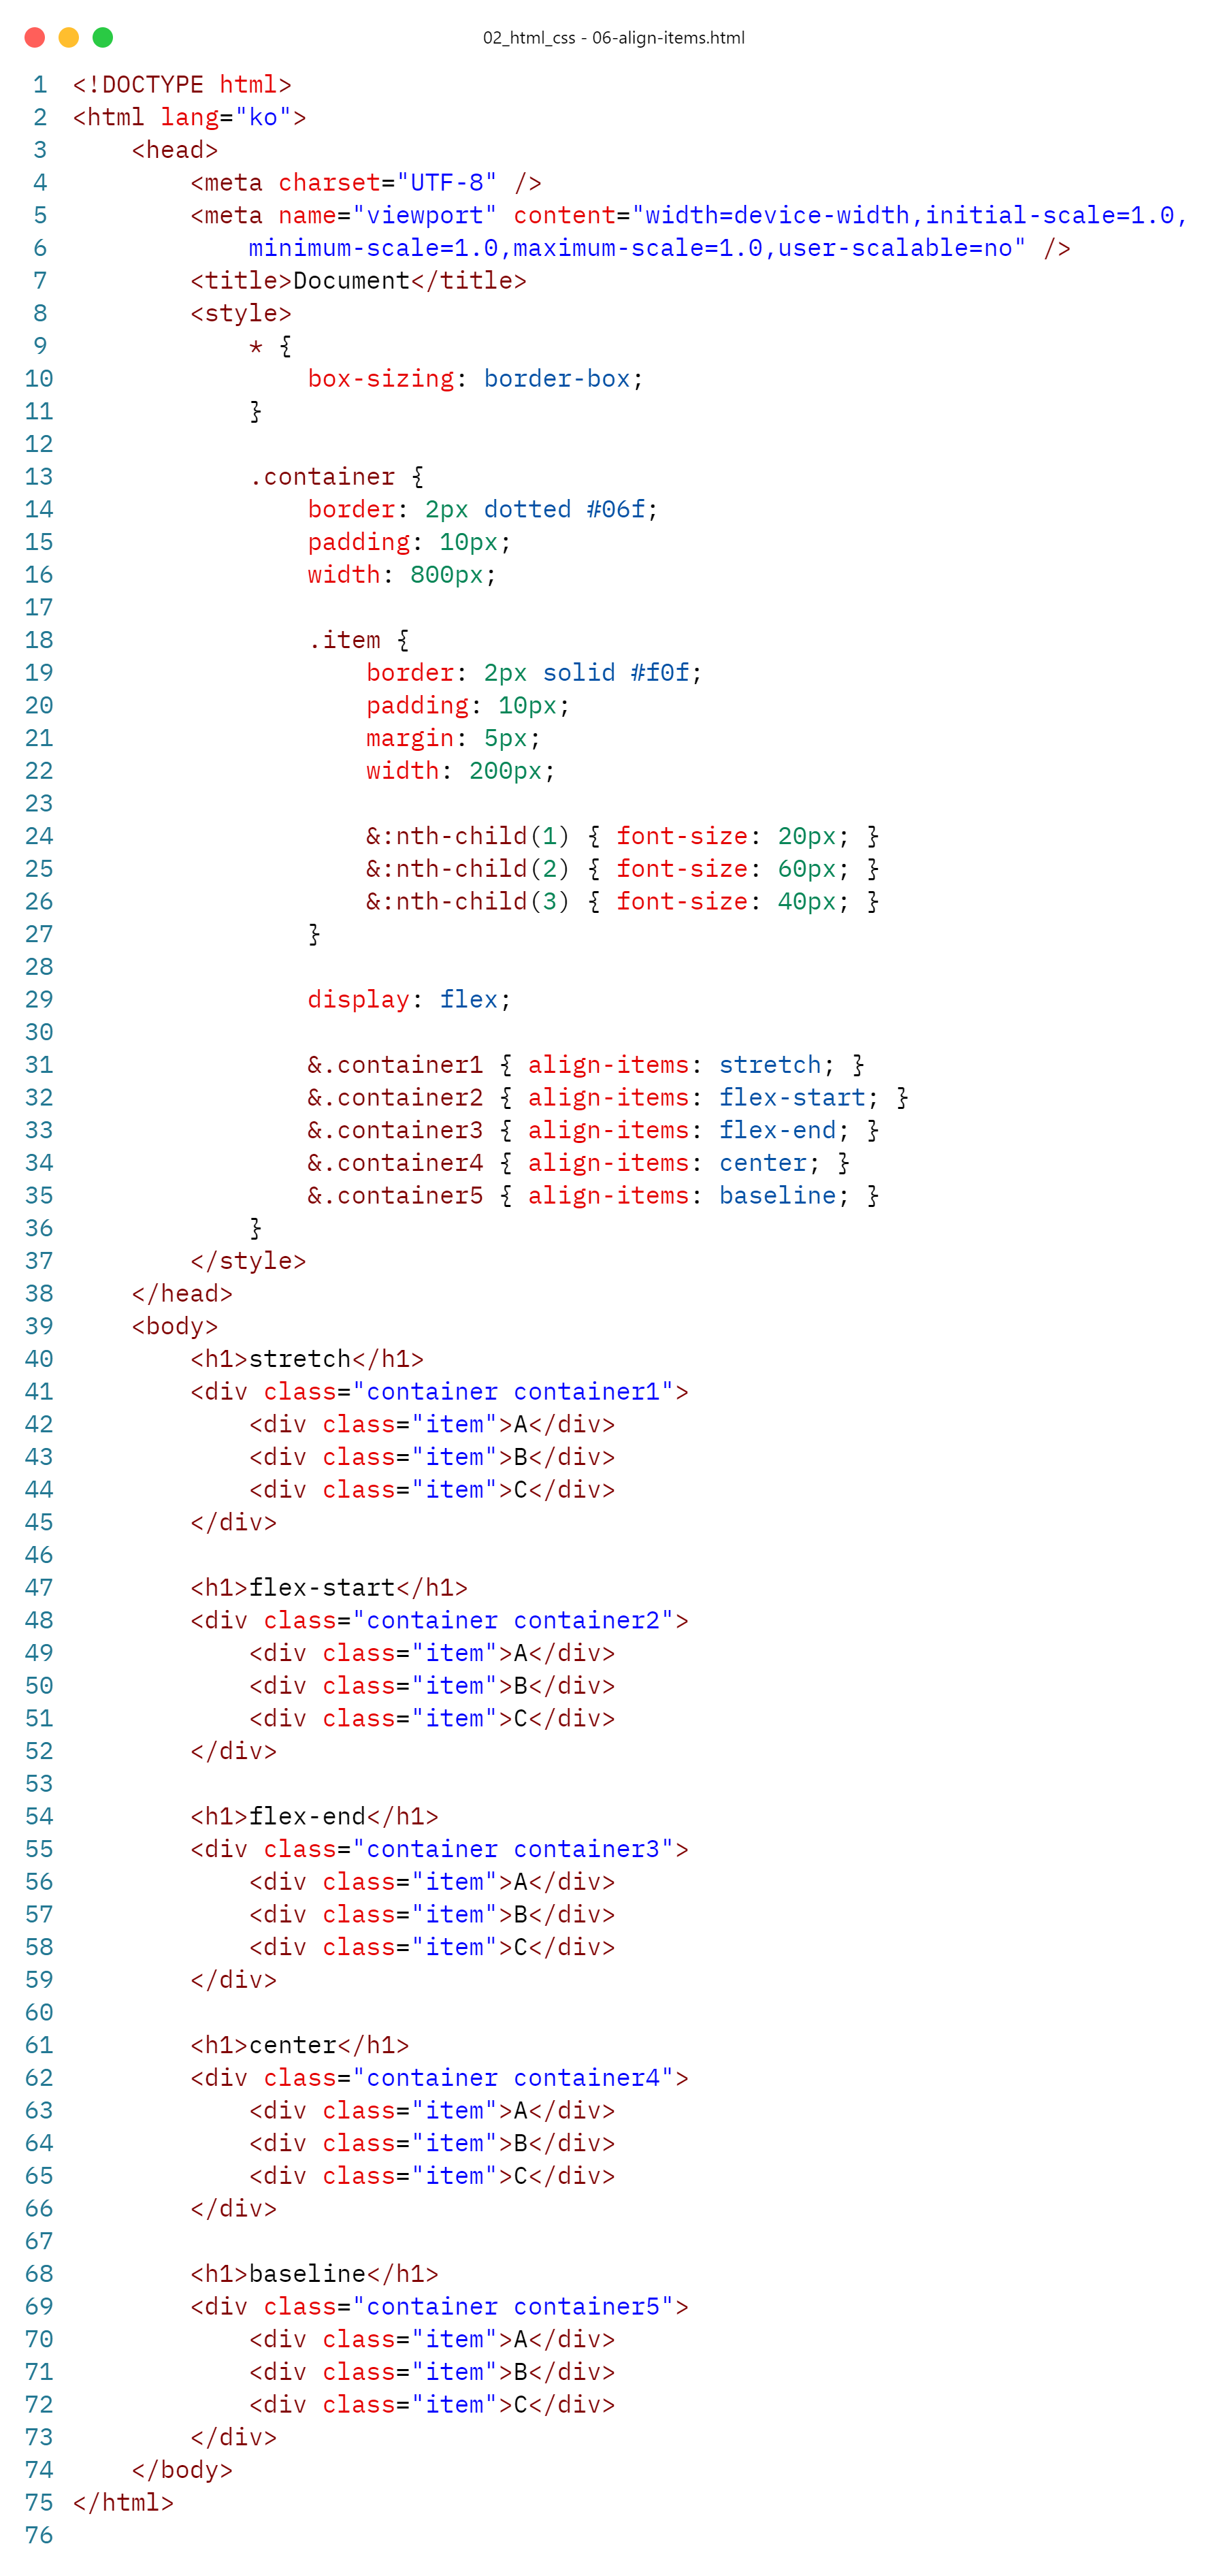 02_html_css - 06-align-items.html
1 <!DOCTYPE html>
2 <html lang="ko">
3     <head>
4         <meta charset="UTF-8" />
5         <meta name="viewport" content="width=device-width,initial-scale=1.0,
6             minimum-scale=1.0,maximum-scale=1.0,user-scalable=no" />
7         <title>Document</title>
8         <style>
9             * {
10                 box-sizing: border-box;
11             }
12
13             .container {
14                 border: 2px dotted #06f;
15                 padding: 10px;
16                 width: 800px;
17
18                 .item {
19                     border: 2px solid #f0f;
20                     padding: 10px;
21                     margin: 5px;
22                     width: 200px;
23
24                     &:nth-child(1) { font-size: 20px; }
25                     &:nth-child(2) { font-size: 60px; }
26                     &:nth-child(3) { font-size: 40px; }
27                 }
28
29                 display: flex;
30
31                 &.container1 { align-items: stretch; }
32                 &.container2 { align-items: flex-start; }
33                 &.container3 { align-items: flex-end; }
34                 &.container4 { align-items: center; }
35                 &.container5 { align-items: baseline; }
36             }
37         </style>
38     </head>
39     <body>
40         <h1>stretch</h1>
41         <div class="container container1">
42             <div class="item">A</div>
43             <div class="item">B</div>
44             <div class="item">C</div>
45         </div>
46
47         <h1>flex-start</h1>
48         <div class="container container2">
49             <div class="item">A</div>
50             <div class="item">B</div>
51             <div class="item">C</div>
52         </div>
53
54         <h1>flex-end</h1>
55         <div class="container container3">
56             <div class="item">A</div>
57             <div class="item">B</div>
58             <div class="item">C</div>
59         </div>
60
61         <h1>center</h1>
62         <div class="container container4">
63             <div class="item">A</div>
64             <div class="item">B</div>
65             <div class="item">C</div>
66         </div>
67
68         <h1>baseline</h1>
69         <div class="container container5">
70             <div class="item">A</div>
71             <div class="item">B</div>
72             <div class="item">C</div>
73         </div>
74     </body>
75 </html>
76